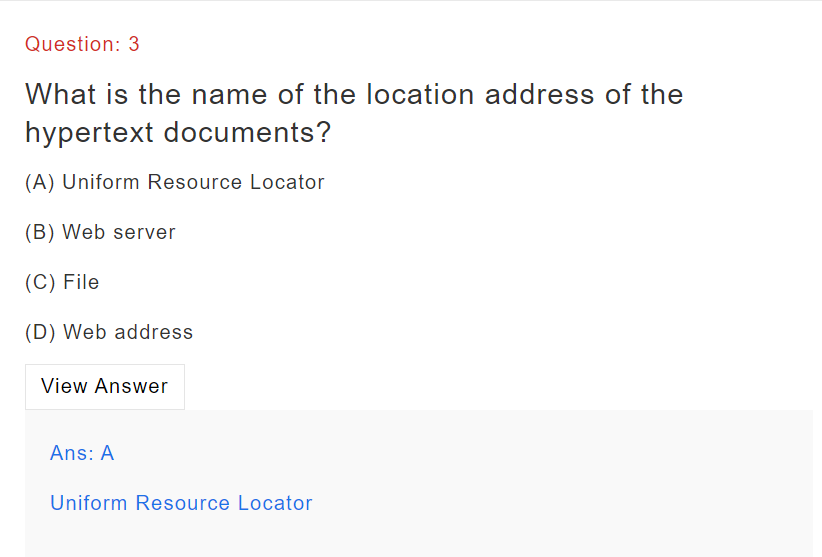 Question: 3
What is the name of the location address of the
hypertext documents?
(A) Uniform Resource Locator
(B) Web server
(C) File
(D) Web address
View Answer
Ans: A
Uniform Resource Locator